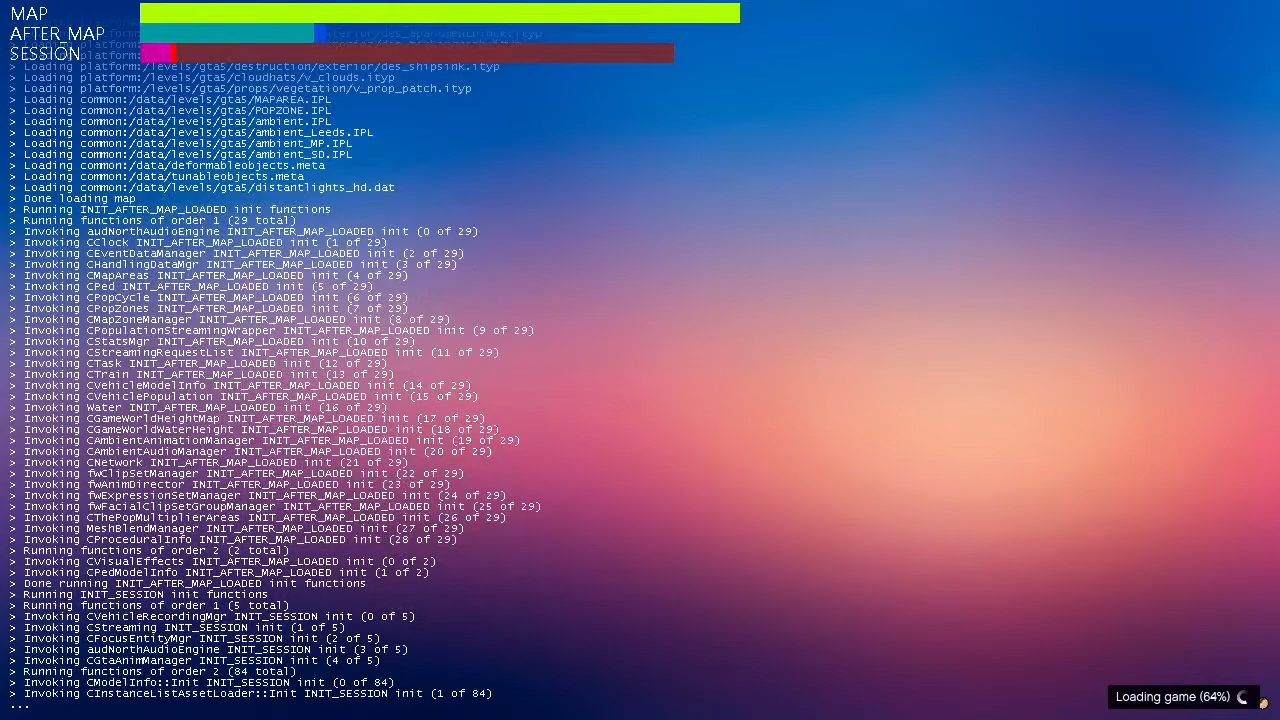 MAP
AFTER_MAP
SESSION
> Loading platform:/levels/gta5/destruction/exterior/des_shipsink.ityp
> Loading platform:/levels/gta5/cloudhats/v_clouds.ityp
> Loading platform:/levels/gta5/props/vegetation/v_prop_patch.ityp
> Loading common:/data/levels/gta5/MAPAREA.IPL
> Loading common:/data/levels/gta5/POPZONE.IPL
> Loading common:/data/levels/gta5/ambient.IPL
> Loading common:/data/levels/gta5/ambient_Leeds.IPL
> Loading common:/data/levels/gta5/ambient_MP.IPL
> Loading common:/data/levels/gta5/ambient_SD.IPL
> Loading common:/data/deformableobjects.meta
> Loading common:/data/tunableobjects.meta
> Loading common:/data/levels/gta5/distantlights_hd.dat
> Done loading map
> Running INIT_AFTER_MAP_LOADED init functions
> Running functions of order 1 (29 total)
> Invoking audNorthAudioEngine INIT_AFTER_MAP_LOADED init (0 of 29)
> Invoking CClock INIT_AFTER_MAP_LOADED init (1 of 29)
> Invoking CEventDataManager INIT_AFTER_MAP_LOADED init (2 of 29)
> Invoking CHandlingDataMgr INIT_AFTER_MAP_LOADED init (3 of 29)
> Invoking CMapAreas INIT_AFTER_MAP_LOADED init (4 of 29)
> Invoking CPed INIT_AFTER_MAP_LOADED init (5 of 29)
> Invoking CPopCycle INIT_AFTER_MAP_LOADED init (6 of 29)
> Invoking CPopZones INIT_AFTER_MAP_LOADED init (7 of 29)
> Invoking CMapZoneManager INIT_AFTER_MAP_LOADED init (8 of 29)
> Invoking CPopulationStreamingWrapper INIT_AFTER_MAP_LOADED init (9 of 29)
> Invoking CStatsMgr INIT_AFTER_MAP_LOADED init (10 of 29)
> Invoking CStreamingRequestList INIT_AFTER_MAP_LOADED init (11 of 29)
> Invoking CTask INIT_AFTER_MAP_LOADED init (12 of 29)
> Invoking CTrain INIT_AFTER_MAP_LOADED init (13 of 29)
> Invoking CVehicleModelInfo INIT_AFTER_MAP_LOADED init (14 of 29)
> Invoking CVehiclePopulation INIT_AFTER_MAP_LOADED init (15 of 29)
> Invoking Water INIT_AFTER_MAP_LOADED init (16 of 29)
> Invoking CGameWorldHeightMap INIT_AFTER_MAP_LOADED init (17 of 29)
> Invoking CGameWorldWaterHeight INIT_AFTER_MAP_LOADED init (18 of 29)
> Invoking CAmbientAnimationManager INIT_AFTER_MAP_LOADED init (19 of 29)
> Invoking CAmbientAudioManager INIT_AFTER_MAP_LOADED init (20 of 29)
> Invoking CNetwork INIT_AFTER_MAP_LOADED init (21 of 29)
> Invoking fwClipSetManager INIT_AFTER_MAP_LOADED init (22 of 29)
> Invoking fwAnimDirector INIT_AFTER_MAP_LOADED init (23 of 29)
> Invoking fwExpressionSetManager INIT_AFTER_MAP_LOADED init (24 of 29)
> Invoking fwFacialClipSetGroupManager INIT_AFTER_MAP_LOADED init (25 of 29)
> Invoking CThePopMultiplierAreas INIT_AFTER_MAP_LOADED init (26 of 29)
> Invoking MeshBlendManager INIT_AFTER_MAP_LOADED init (27 of 29)
> Invoking CProceduralInfo INIT_AFTER_MAP_LOADED init (28 of 29)
> Running functions of order 2 (2 total)
> Invoking CVisualEffects INIT_AFTER_MAP_LOADED init (0 of 2)
> Invoking CPedModelInfo INIT_AFTER_MAP_LOADED init (1 of 2)
> Done running INIT_AFTER_MAP_LOADED init functions
> Running INIT_SESSION init functions
> Running functions of order 1 (5 total)
> Invoking CVehicleRecordingMgr INIT_SESSION init (0 of 5)
> Invoking CStreaming INIT_SESSION init (1 of 5)
> Invoking CFocusEntityMgr INIT_SESSION init (2 of 5)
> Invoking audNorthAudioEngine INIT_SESSION init (3 of 5)
> Invoking CGtaAnimManager INIT_SESSION init (4 of 5)
> Running functions of order 2 (84 total)
> Invoking CModelInfo::Init INIT_SESSION init (0 of 84)
> Invoking CInstanceListAssetLoader::Init INIT_SESSION init (1 of 84)
...
Loading game (64%)